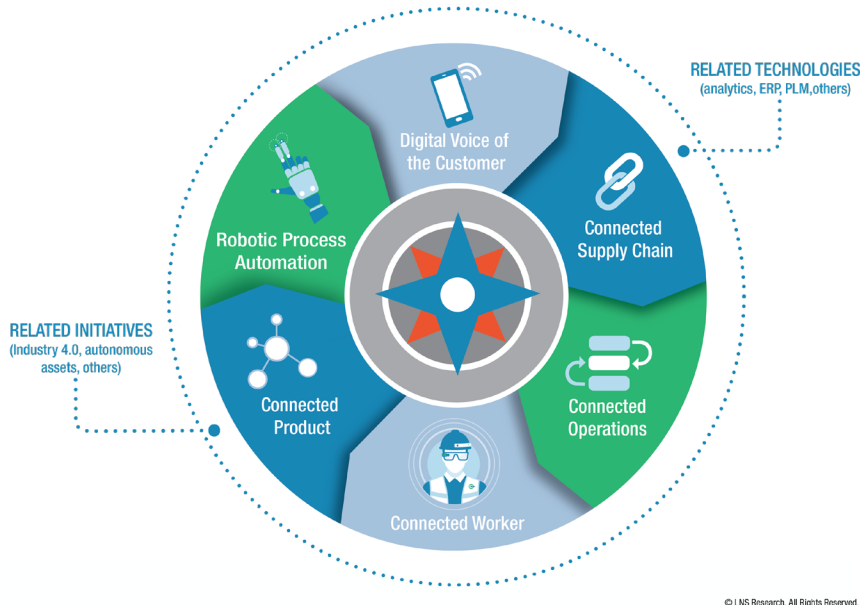 RELATED TECHNOLOGIES
(analytics, ERP, PLM,others)
Digital Voice of
the Customer
Connected
Supply Chain
Robotic Process
Automation
RELATED INITIATIVES
(Industry 4.0, autonomous
assets, others)
Connected
Product
Connected
Operations
Connected Worker
© LNS Research. All Rights Reserved.